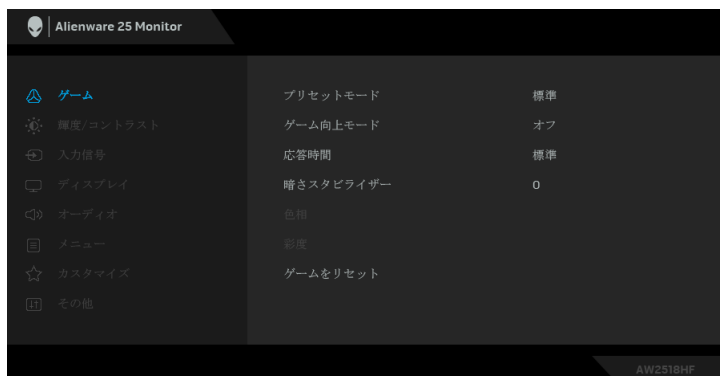 Alienware 25 Monitor
ゲーム
プリセットモード 標準
輝度/コントラスト
ゲーム向上モード オフ
入力信号
応答時間 標準
ディスプレイ
暗さスタビライザー 0
オーディオ
色相
メニュー
彩度
カスタマイズ
ゲームをリセット
その他
AW2518HF